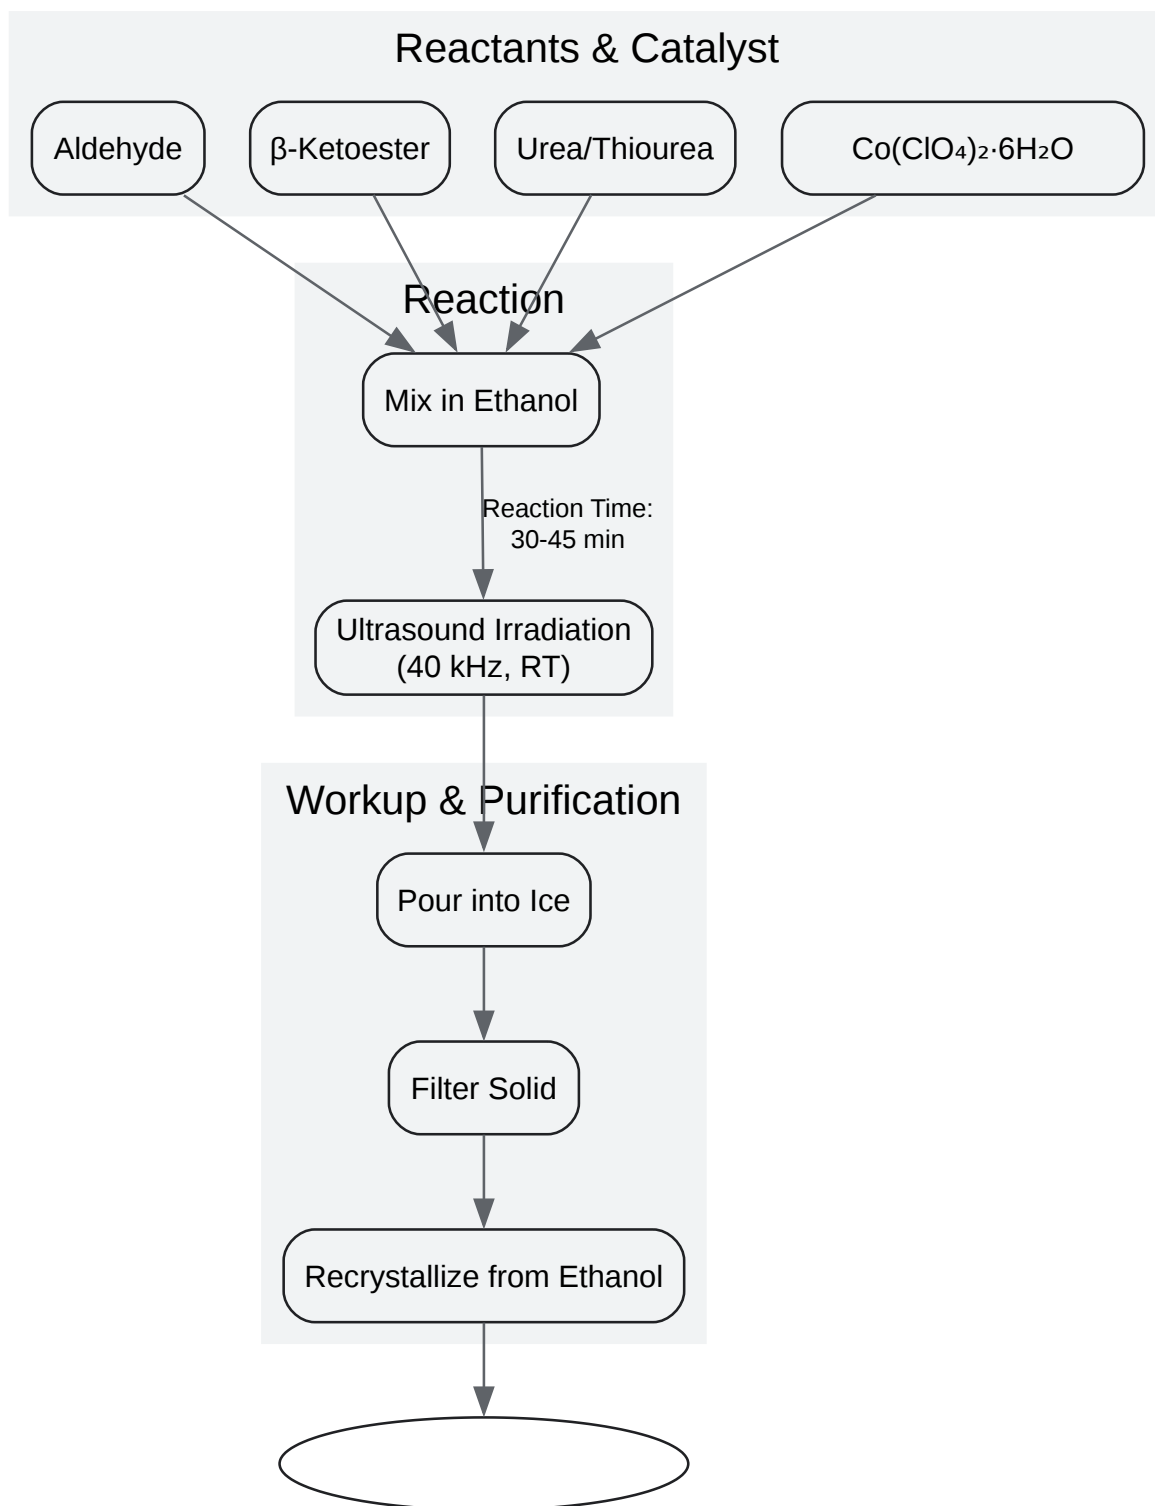 Reactants & Catalyst
Aldehyde
β-Ketoester
Urea/Thiourea
Co(ClO₄)₂·6H₂O
Reaction
Mix in Ethanol
Reaction Time:
30-45 min
Ultrasound Irradiation
(40 kHz, RT)
Workup & Purification
Pour into Ice
Filter Solid
Recrystallize from Ethanol